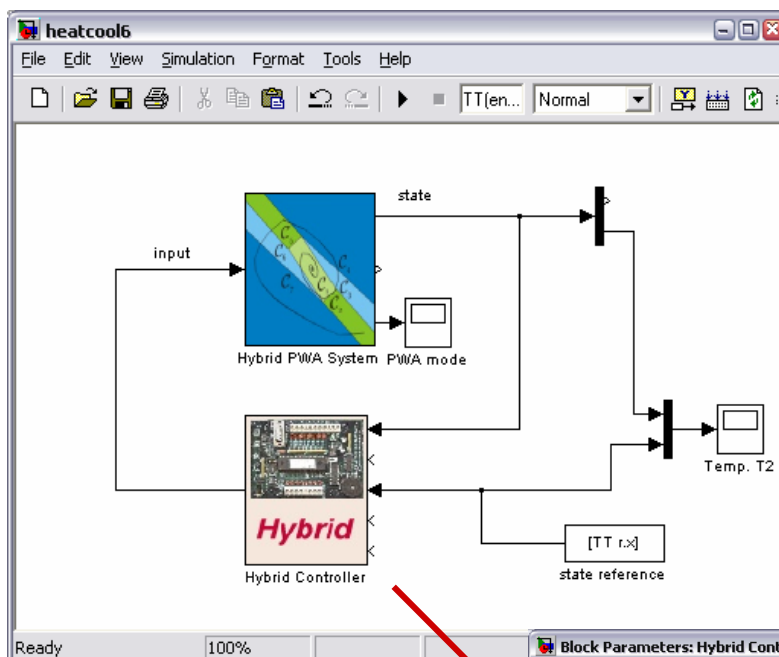 heatcool6
File Edit View Simulation Format Tools Help
TT(en... Normal
state
input
Hybrid PWA System
PWA mode
Temp. T2
Hybrid
[TT r.x]
Hybrid Controller
state reference
Ready 100%
Block Parameters: Hybrid Cont